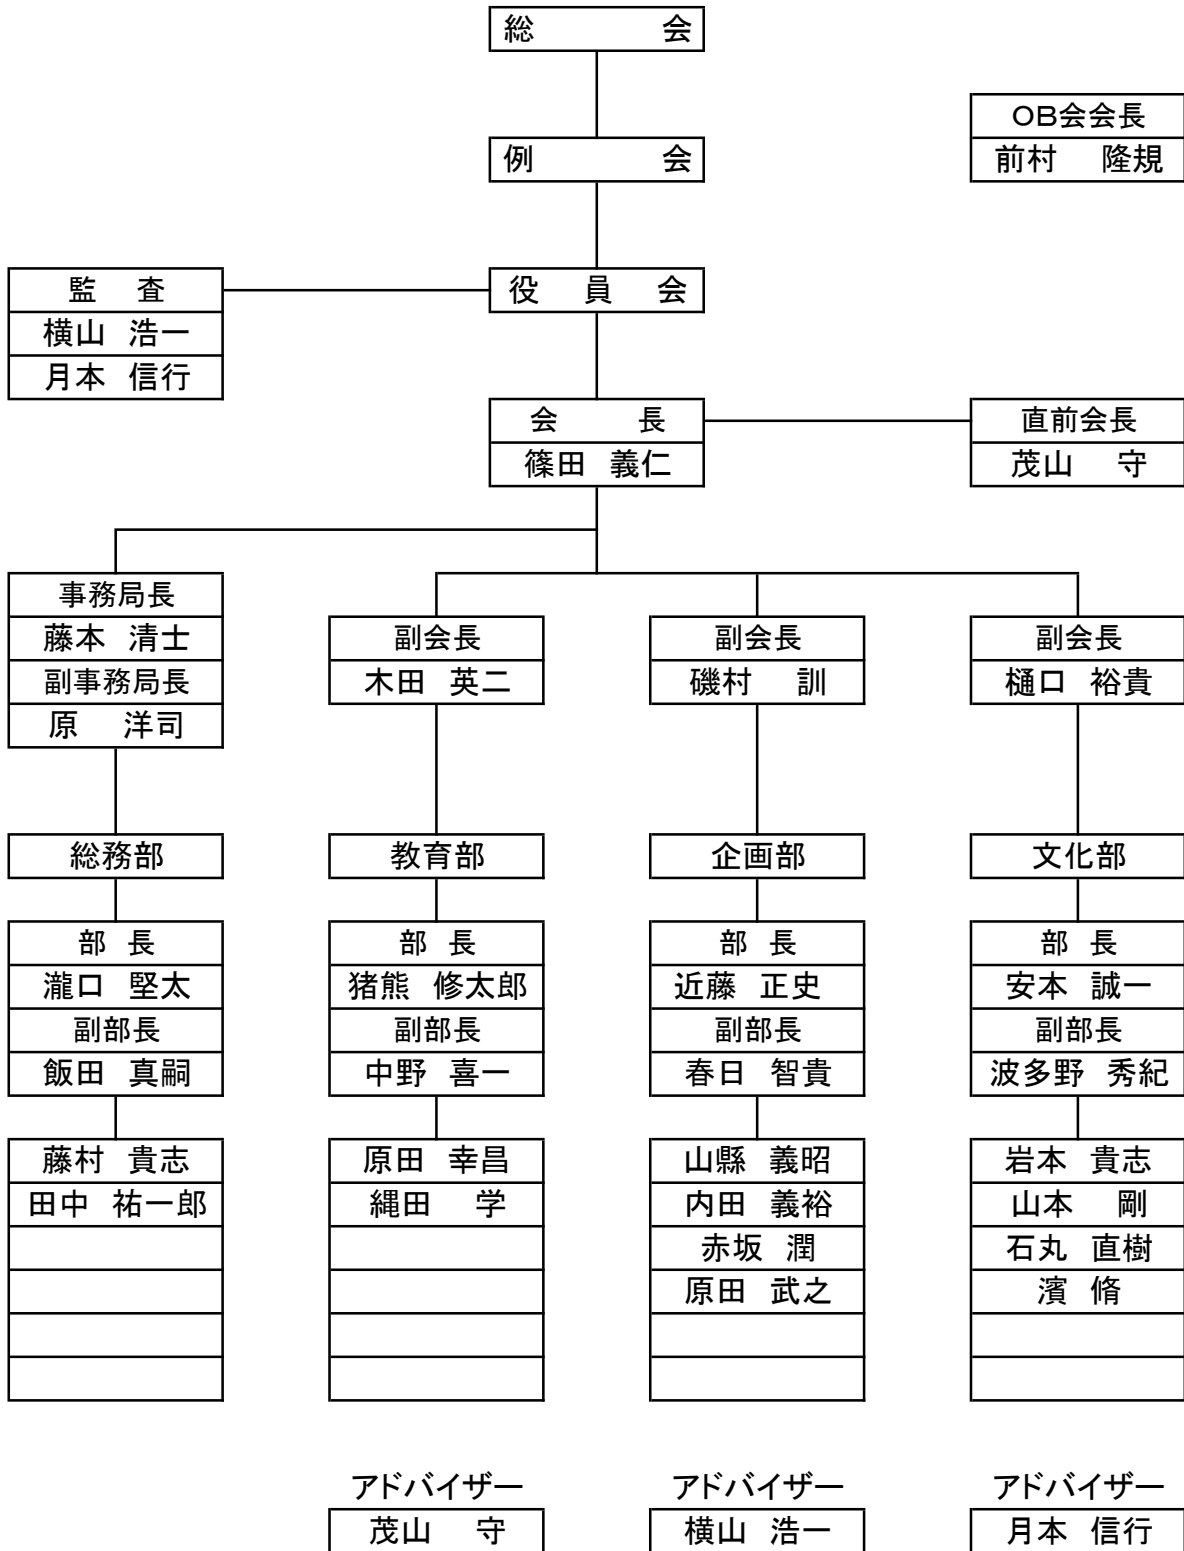 総 会
OB会会長
例 会
前村 隆規
監 査
役 員 会
横山 浩一
月本 信行
会 長
直前会長
篠田 義仁
茂山 守
事務局長
藤本 清士
副会長
副会長
副会長
副事務局長
木田 英二
磯村 訓
樋口 裕貴
原 洋司
総務部
教育部
企画部
文化部
部 長
部 長
部 長
部 長
瀧口 堅太
猪熊 修太郎
近藤 正史
安本 誠一
副部長
副部長
副部長
副部長
飯田 真嗣
中野 喜一
春日 智貴
波多野 秀紀
藤村 貴志
原田 幸昌
山縣 義昭
岩本 貴志
田中 祐一郎
縄田 学
内田 義裕
山本 剛
赤坂 潤
石丸 直樹
原田 武之
濱 脩
アドバイザー
アドバイザー
アドバイザー
茂山 守
横山 浩一
月本 信行